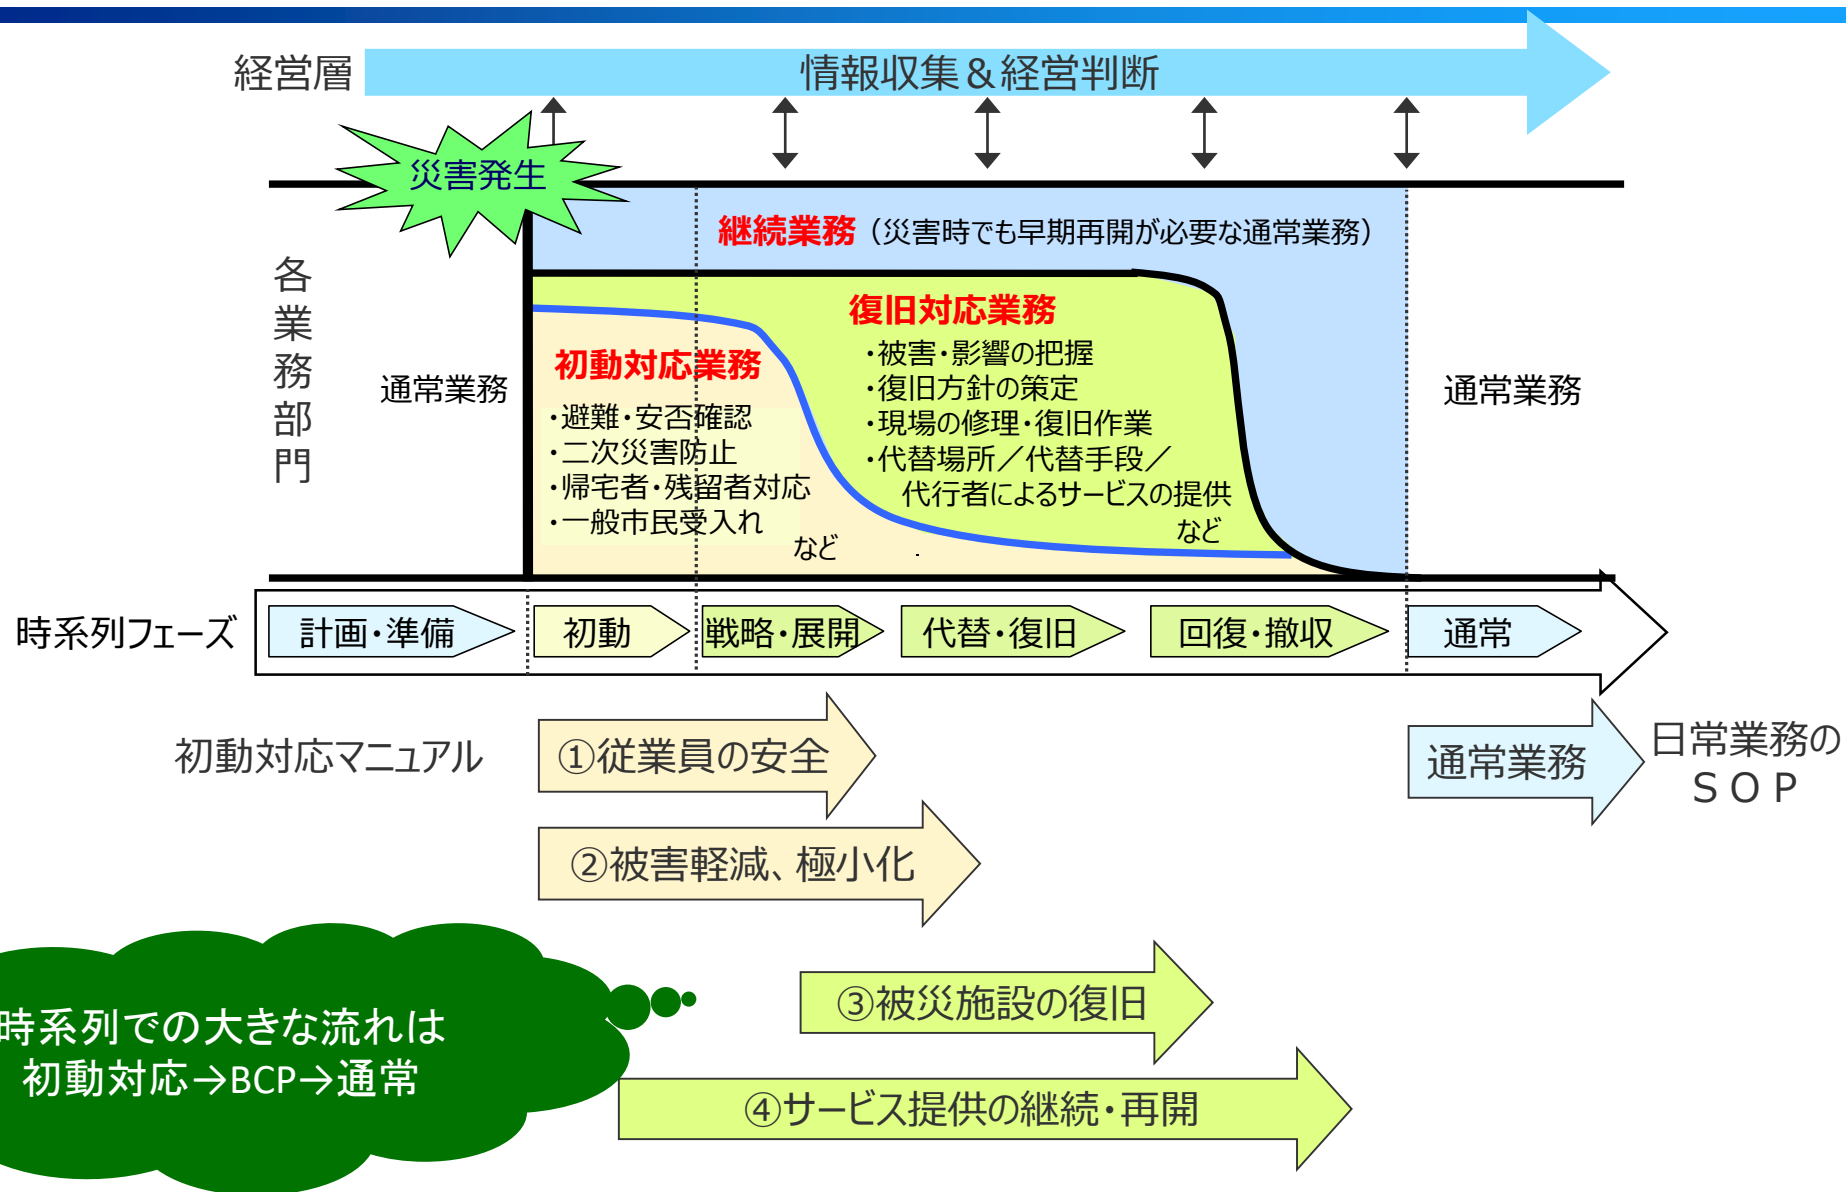 経営層
情報収集&経営判断
災害発生
継続業務（災害時でも早期再開が必要な通常業務）
各業務部門
通常業務
初動対応業務
・避難・安否確認
・二次災害防止
・帰宅者・残留者対応
・一般市民受入れ
など
復旧対応業務
・被害・影響の把握
・復旧方針の策定
・現場の修理・復旧作業
・代替場所／代替手段／
代行者によるサービスの提供
など
通常業務
時系列フェーズ
計画・準備
初動
戦略・展開
代替・復旧
回復・撤収
通常
初動対応マニュアル
①従業員の安全
通常業務
日常業務の
ＳＯＰ
②被害軽減、極小化
③被災施設の復旧
④サービス提供の継続・再開
時系列での大きな流れは
初動対応→BCP→通常